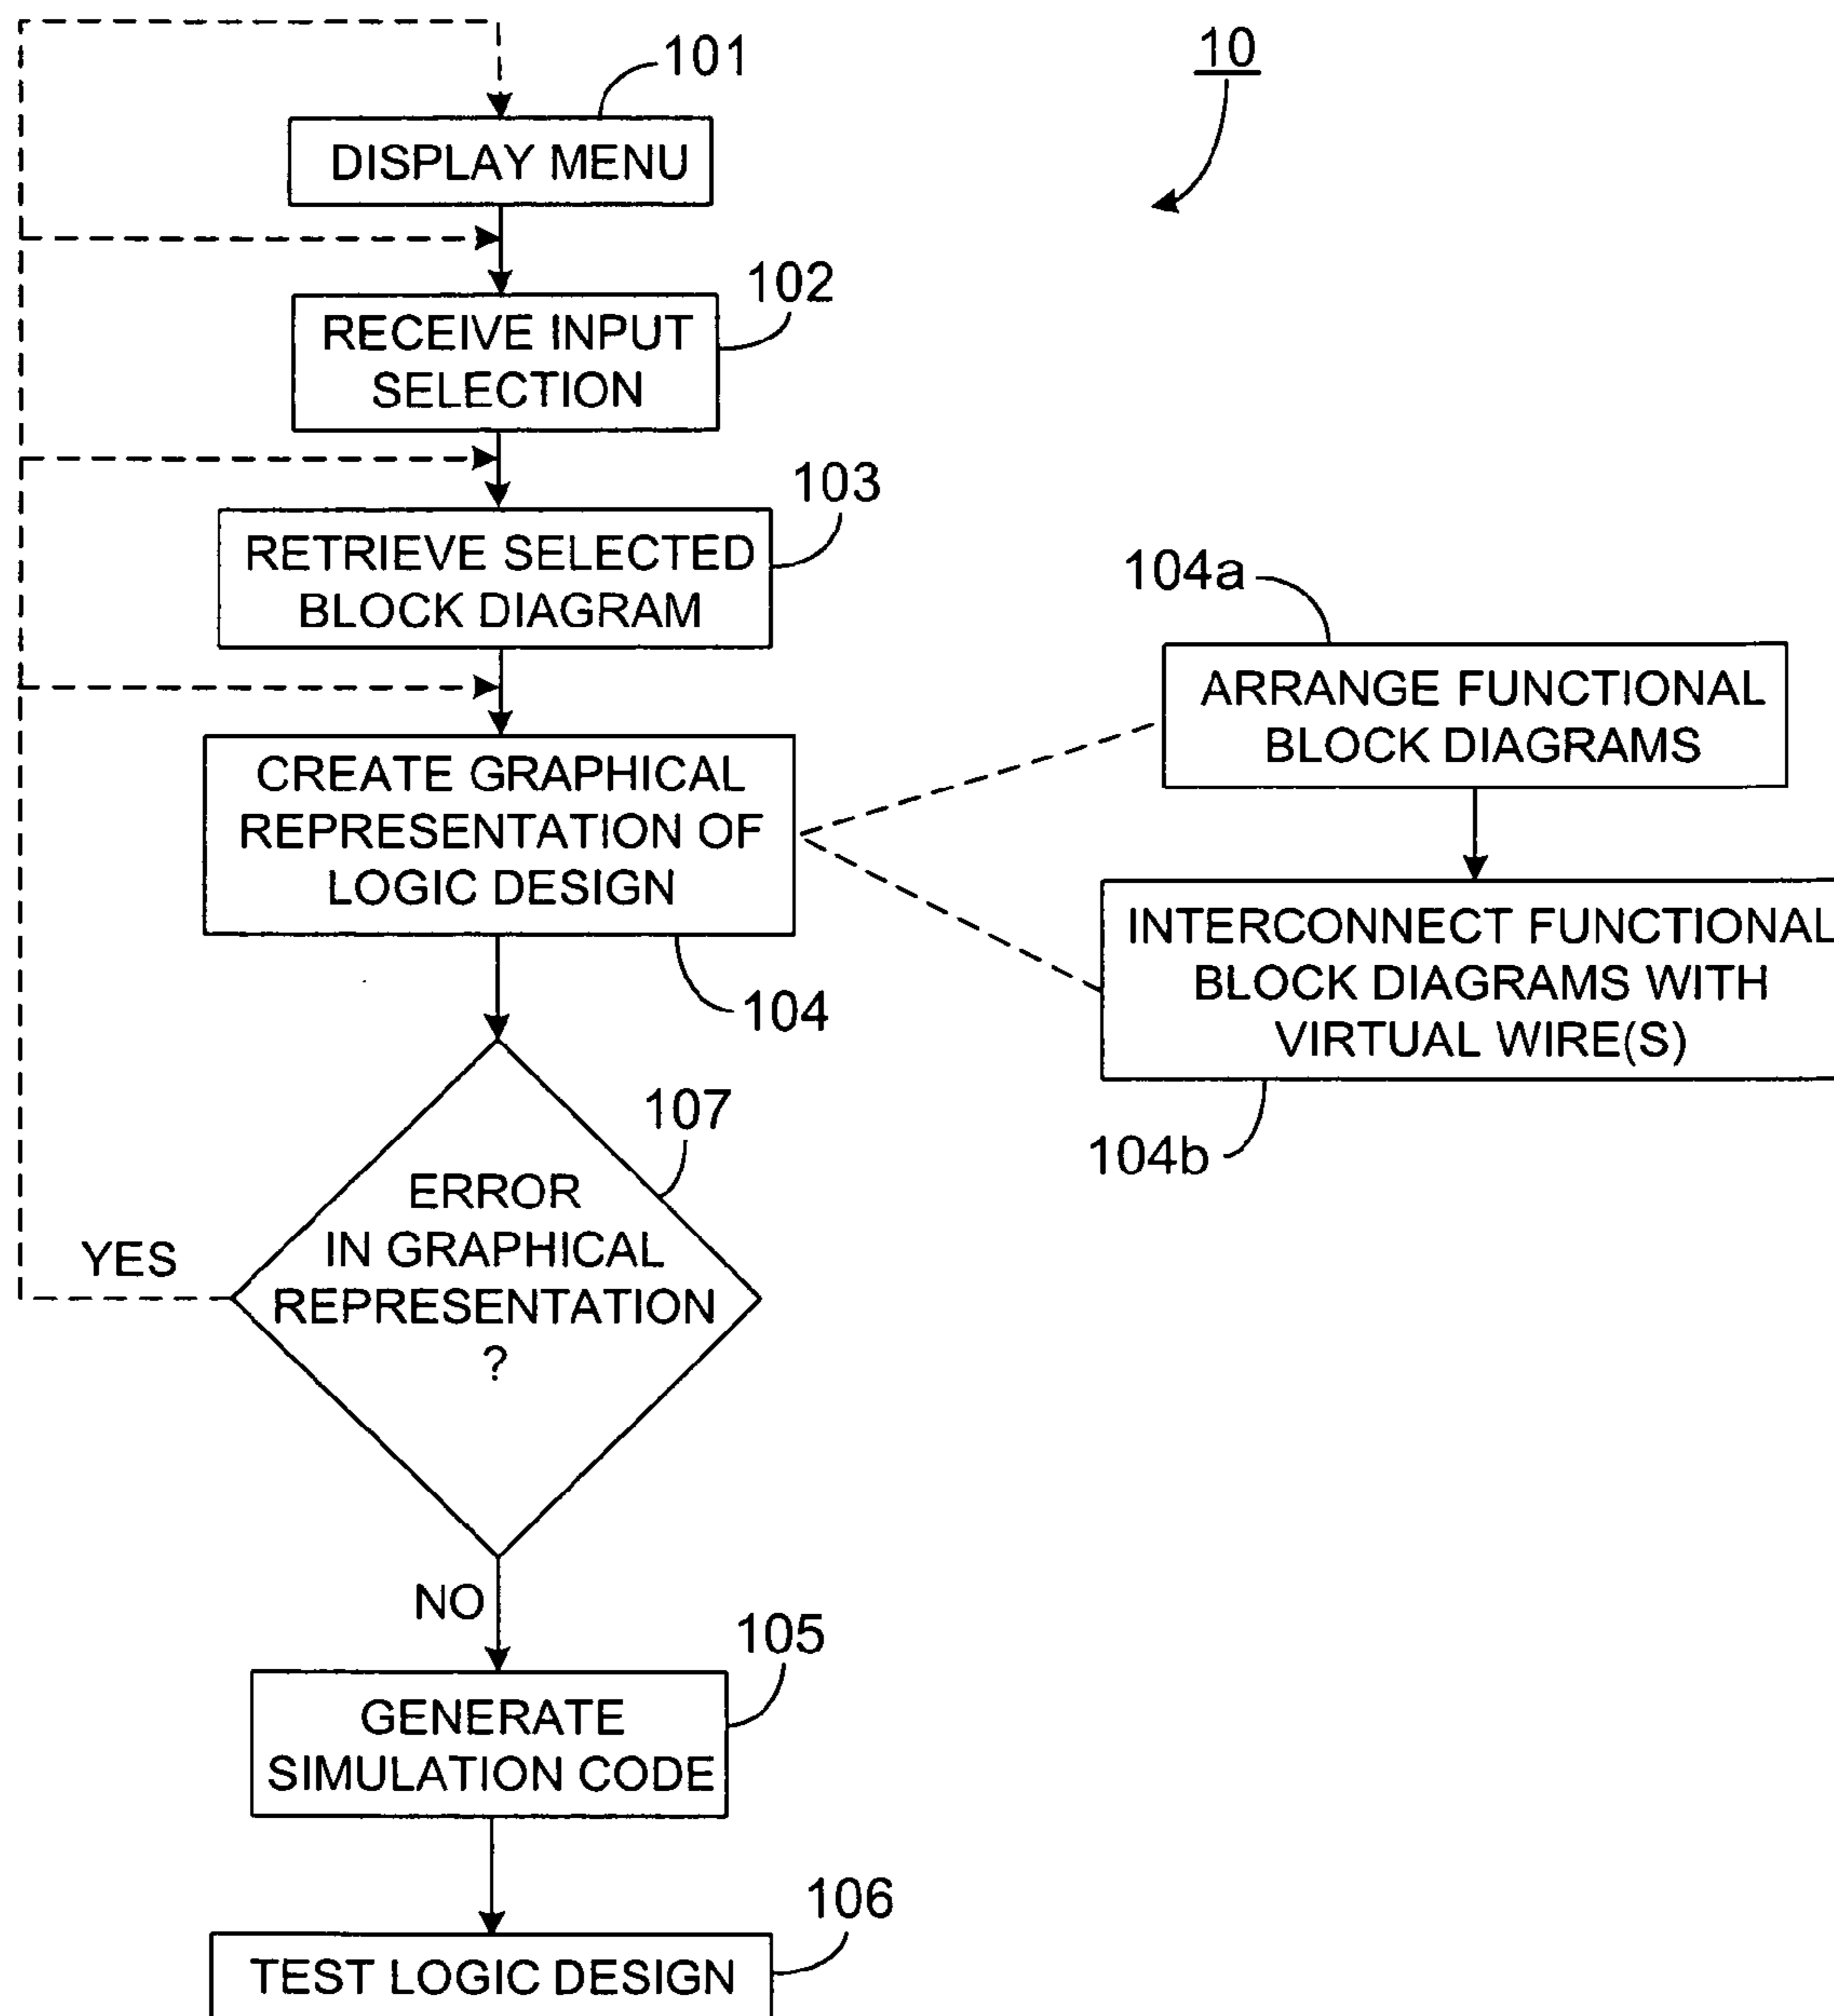 101
10
DISPLAY MENU
102
RECEIVE INPUT
SELECTION
103
RETRIEVE SELECTED
BLOCK DIAGRAM
104a
ARRANGE FUNCTIONAL
BLOCK DIAGRAMS
CREATE GRAPHICAL
REPRESENTATION OF
LOGIC DESIGN
104
INTERCONNECT FUNCTIONAL
BLOCK DIAGRAMS WITH
VIRTUAL WIRE(S)
104b
107
ERROR
IN GRAPHICAL
REPRESENTATION
?
YES
NO
105
GENERATE
SIMULATION CODE
106
TEST LOGIC DESIGN